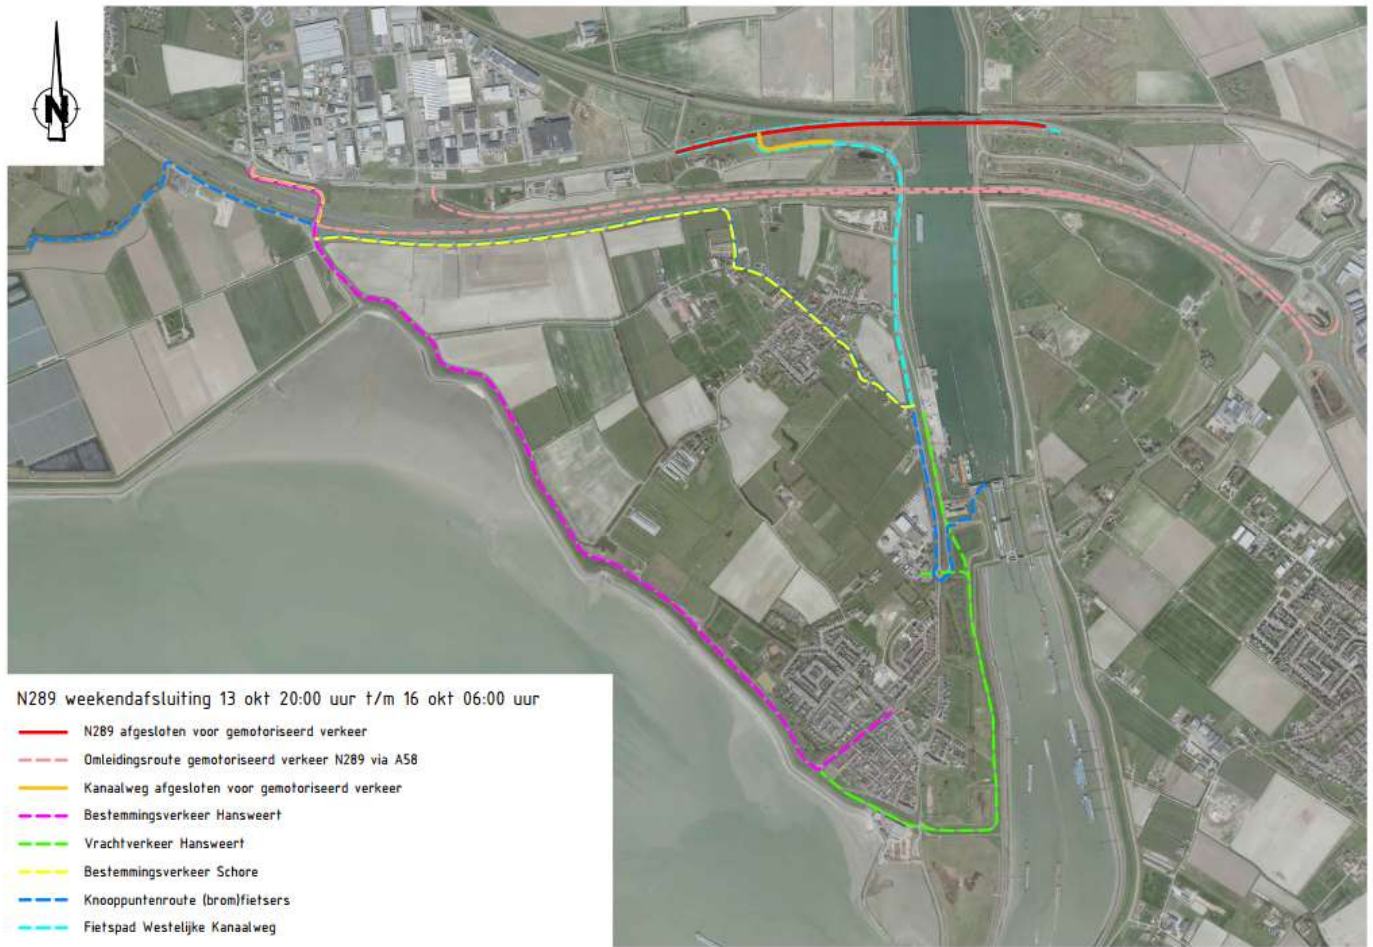 N
N289 weekendafsluiting 13 okt 20:00 uur t/m 16 okt 06:00 uur
N289 afgesloten voor gemotoriseerd verkeer
Omleidingsroute gemotoriseerd verkeer N289 via A58
Kanaalweg afgesloten voor gemotoriseerd verkeer
Bestemmingsverkeer Hansweert
Vrachtverkeer Hansweert
Bestemmingsverkeer Schore
Knooppuntenroute (brom)fietsers
Fietspad Westelijke Kanaalweg